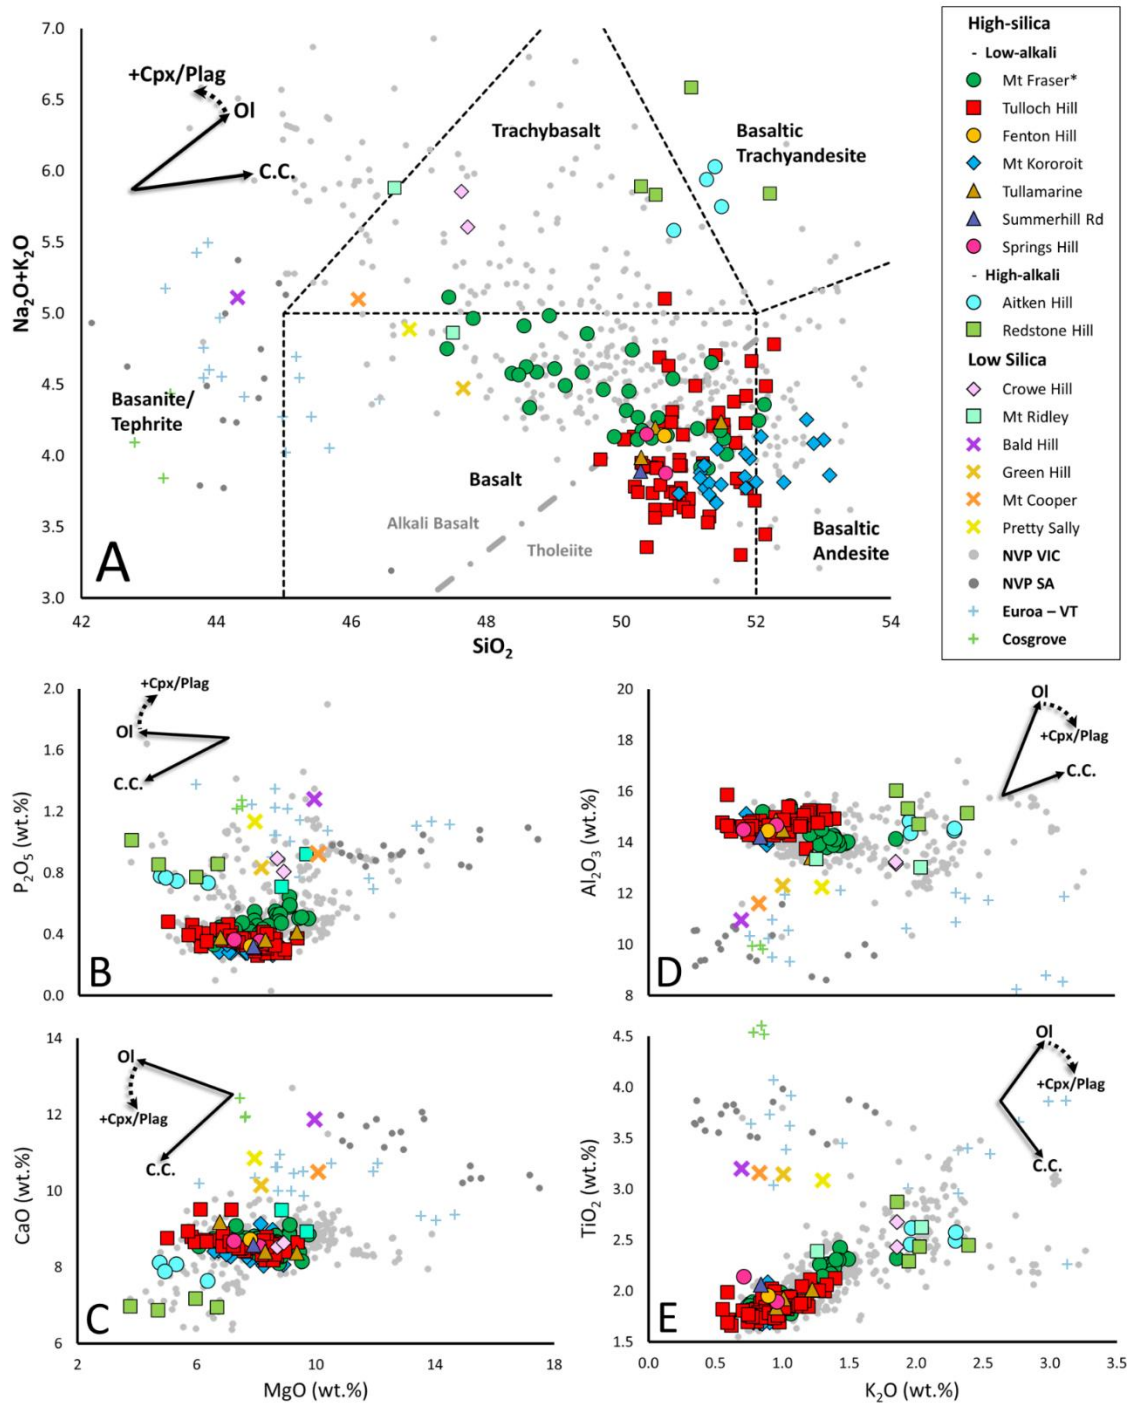 7.0
6.5
6.0
5.5
5.0
4.5
4.0
3.5
3.0
Na₂O+K₂O
+Cpx/Plag
Ol
C.C.
Trachybasalt
Basaltic
Trachyandesite
Basanite/
Tephrite
Basalt
Alkali Basalt
Tholeiite
Basaltic
Andesite
A
42
44
46
48
50
52
54
SiO₂
High-silica
- Low-alkali
Mt Fraser*
Tulloch Hill
Fenton Hill
Mt Kororoit
Tullamarine
Summerhill Rd
Springs Hill
- High-alkali
Aitken Hill
Redstone Hill
Low Silica
Crowe Hill
Mt Ridley
Bald Hill
Green Hill
Mt Cooper
Pretty Sally
NVP VIC
NVP SA
Euroa – VT
Cosgrove
2.0
1.6
1.2
0.8
0.4
0.0
P₂O₅ (wt.%)
+Cpx/Plag
Ol
C.C.
B
20
18
16
14
12
10
8
Al₂O₃ (wt.%)
Ol
+Cpx/Plag
C.C.
D
14
12
10
8
6
CaO (wt.%)
Ol
+Cpx/Plag
C.C.
C
2
6
10
14
18
MgO (wt.%)
4.5
4.0
3.5
3.0
2.5
2.0
1.5
TiO₂ (wt.%)
Ol
+Cpx/Plag
C.C.
E
0.0
0.5
1.0
1.5
2.0
2.5
3.0
3.5
K₂O (wt.%)